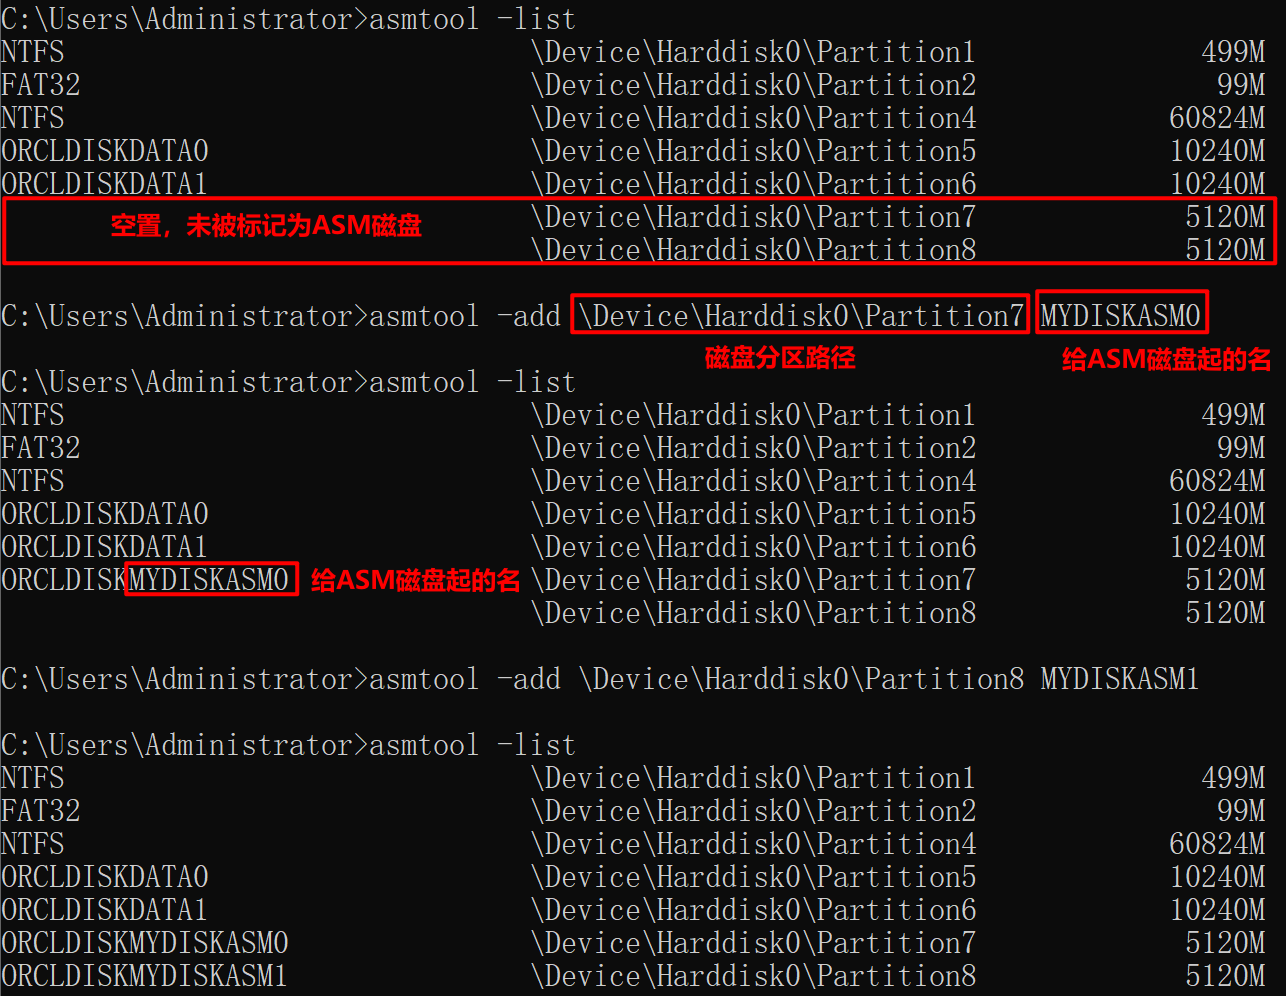 C:\Users\Administrator>asmtool -list
NTFS \Device\Harddisk0\Partition1 499M
FAT32 \Device\Harddisk0\Partition2 99M
NTFS \Device\Harddisk0\Partition4 60824M
ORCLDISKDATA0 \Device\Harddisk0\Partition5 10240M
ORCLDISKDATA1 \Device\Harddisk0\Partition6 10240M
空置，未被标记为ASM磁盘 \Device\Harddisk0\Partition7 5120M
\Device\Harddisk0\Partition8 5120M
C:\Users\Administrator>asmtool -add \Device\Harddisk0\Partition7 MYDISKASM0
磁盘分区路径 给ASM磁盘起的名
C:\Users\Administrator>asmtool -list
NTFS \Device\Harddisk0\Partition1 499M
FAT32 \Device\Harddisk0\Partition2 99M
NTFS \Device\Harddisk0\Partition4 60824M
ORCLDISKDATA0 \Device\Harddisk0\Partition5 10240M
ORCLDISKDATA1 \Device\Harddisk0\Partition6 10240M
ORCLDISKMYDISKASM0 给ASM磁盘起的名 \Device\Harddisk0\Partition7 5120M
\Device\Harddisk0\Partition8 5120M
C:\Users\Administrator>asmtool -add \Device\Harddisk0\Partition8 MYDISKASM1
C:\Users\Administrator>asmtool -list
NTFS \Device\Harddisk0\Partition1 499M
FAT32 \Device\Harddisk0\Partition2 99M
NTFS \Device\Harddisk0\Partition4 60824M
ORCLDISKDATA0 \Device\Harddisk0\Partition5 10240M
ORCLDISKDATA1 \Device\Harddisk0\Partition6 10240M
ORCLDISKMYDISKASM0 \Device\Harddisk0\Partition7 5120M
ORCLDISKMYDISKASM1 \Device\Harddisk0\Partition8 5120M